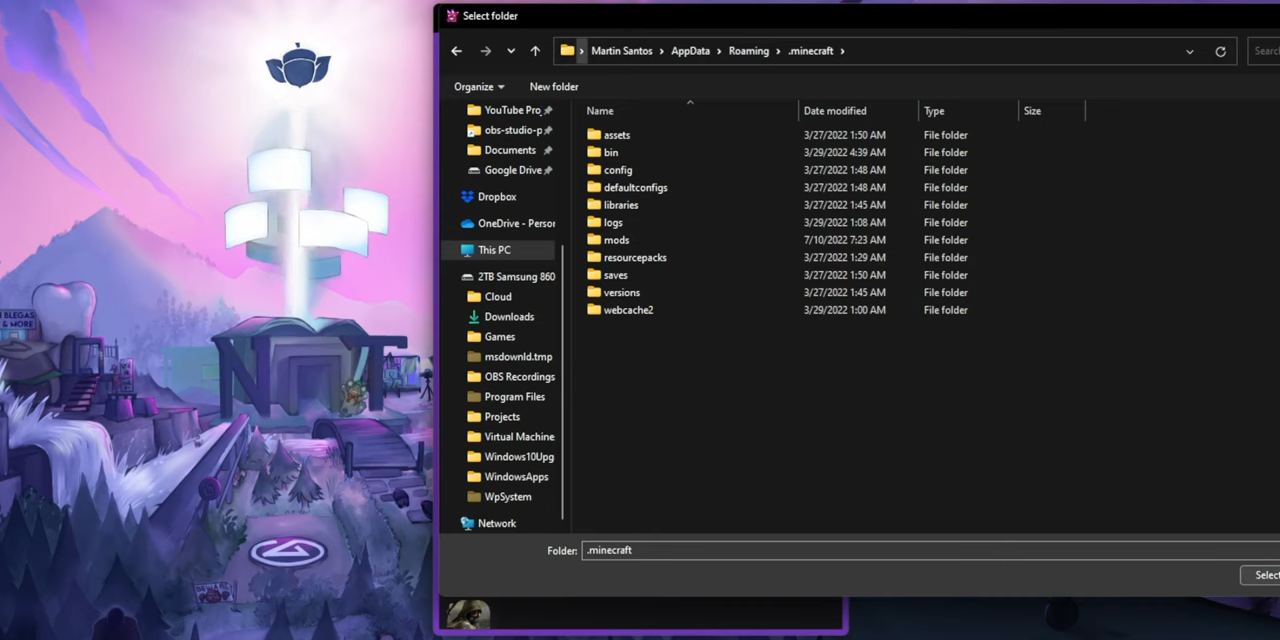 Select folder
Martin Santos > AppData > Roaming > .minecraft >
Searc
Organize
New folder
Name
Date modified
Type
Size
YouTube Pro
obs-studio-p
Documents
Google Drive
Dropbox
OneDrive - Person
This PC
2TB Samsung 860
Cloud
Downloads
Games
msdownld.tmp
OBS Recordings
Program Files
Projects
Virtual Machine
Windows10Upg
WindowsApps
WpSystem
Network
assets 3/27/2022 1:50 AM File folder
bin 3/29/2022 4:39 AM File folder
config 3/27/2022 1:48 AM File folder
defaultconfigs 3/27/2022 1:48 AM File folder
libraries 3/27/2022 1:45 AM File folder
logs 3/29/2022 1:08 AM File folder
mods 7/10/2022 7:23 AM File folder
resourcepacks 3/27/2022 1:29 AM File folder
saves 3/27/2022 1:50 AM File folder
versions 3/27/2022 1:45 AM File folder
webcache2 3/29/2022 1:00 AM File folder
Folder: .minecraft
Select
BLEGAS
& MORE
N T